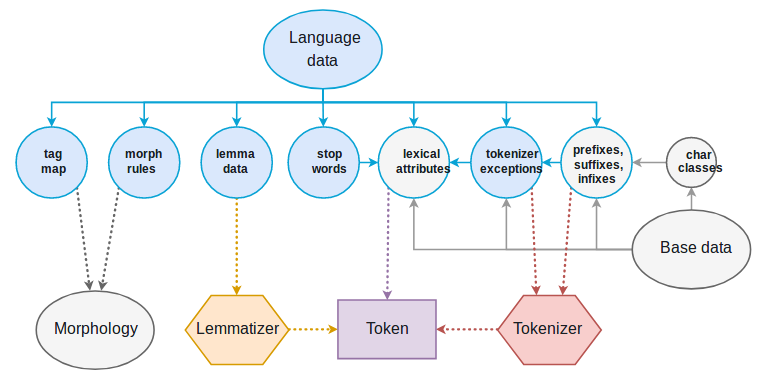 Language
data
tag
map
morph
rules
lemma
data
stop
words
lexical
attributes
tokenizer
exceptions
prefixes,
suffixes,
infixes
char
classes
Base data
Morphology
Lemmatizer
Token
Tokenizer